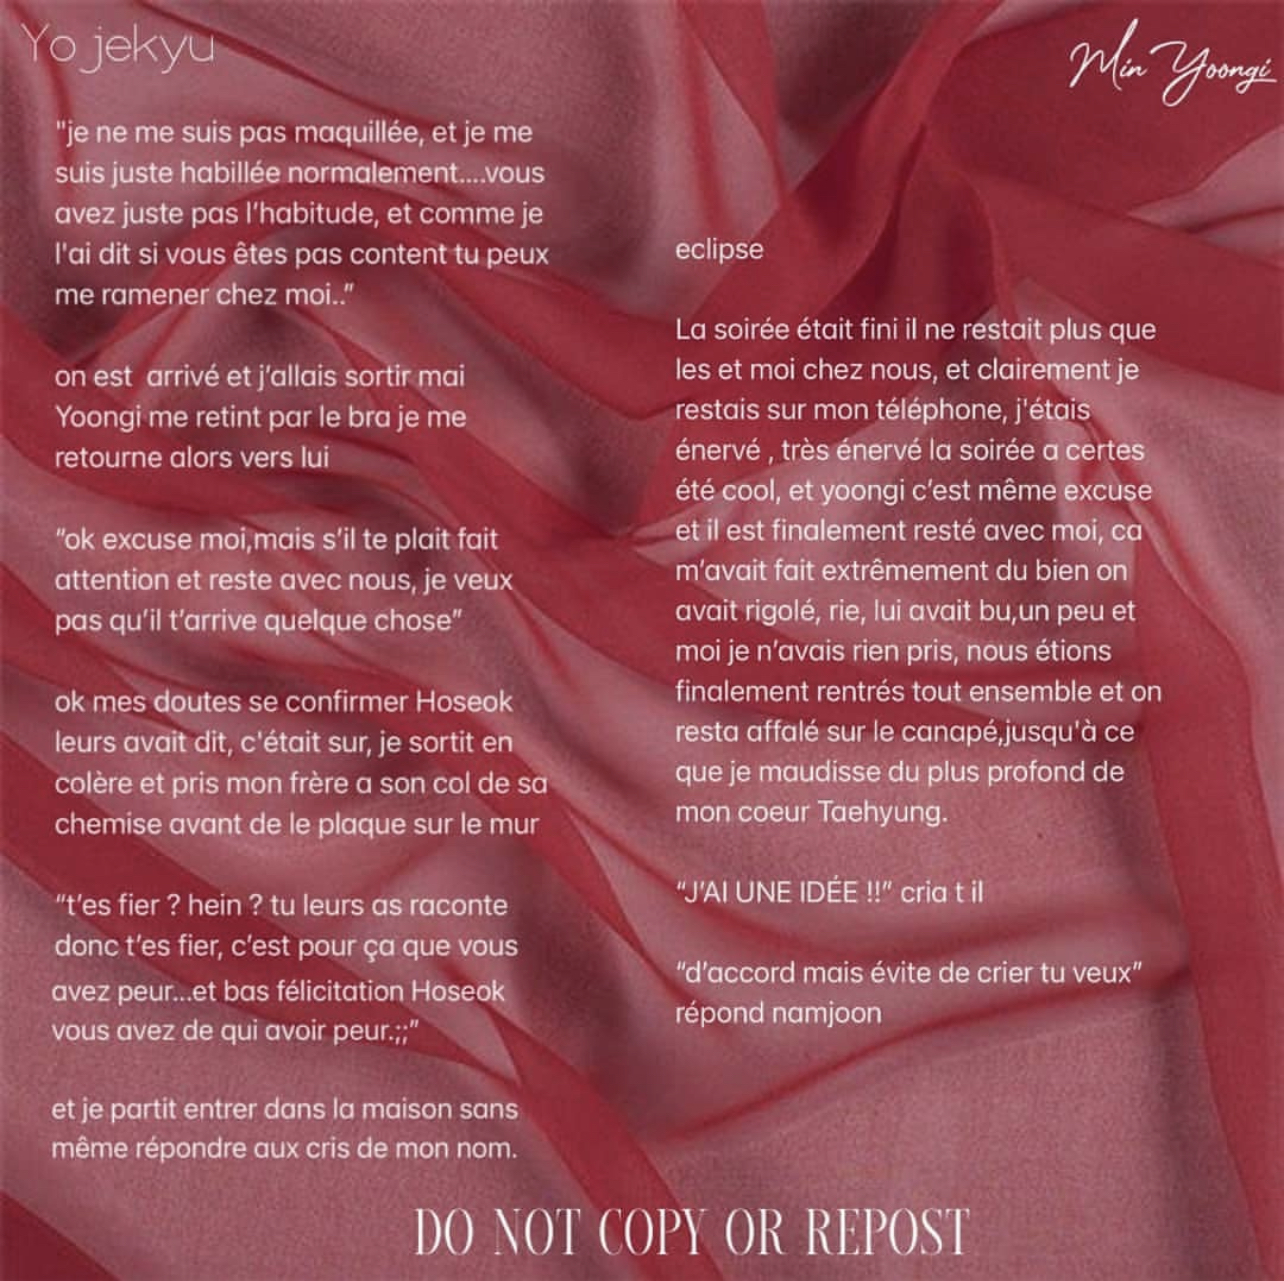 Yo jekyu
Min Yoongi
"je ne me suis pas maquillée, et je me
suis juste habillée normalement....vous
avez juste pas l’habitude, et comme je
l'ai dit si vous êtes pas content tu peux
me ramener chez moi..”
on est  arrivé et j’allais sortir mai
Yoongi me retint par le bra je me
retourne alors vers lui
“ok excuse moi,mais s’il te plait fait
attention et reste avec nous, je veux
pas qu’il t’arrive quelque chose”
ok mes doutes se confirmer Hoseok
leurs avait dit, c'était sur, je sortit en
colère et pris mon frère a son col de sa
chemise avant de le plaque sur le mur
“t’es fier ? hein ? tu leurs as raconte
donc t’es fier, c’est pour ça que vous
avez peur...et bas félicitation Hoseok
vous avez de qui avoir peur.;;”
et je partit entrer dans la maison sans
même répondre aux cris de mon nom.
eclipse
La soirée était fini il ne restait plus que
les et moi chez nous, et clairement je
restais sur mon téléphone, j'étais
énervé , très énervé la soirée a certes
été cool, et yoongi c’est même excuse
et il est finalement resté avec moi, ca
m’avait fait extrêmement du bien on
avait rigolé, rie, lui avait bu,un peu et
moi je n’avais rien pris, nous étions
finalement rentrés tout ensemble et on
resta affalé sur le canapé,jusqu'à ce
que je maudisse du plus profond de
mon coeur Taehyung.
“J’AI UNE IDÉE !!” cria t il
“d’accord mais évite de crier tu veux”
répond namjoon
DO NOT COPY OR REPOST